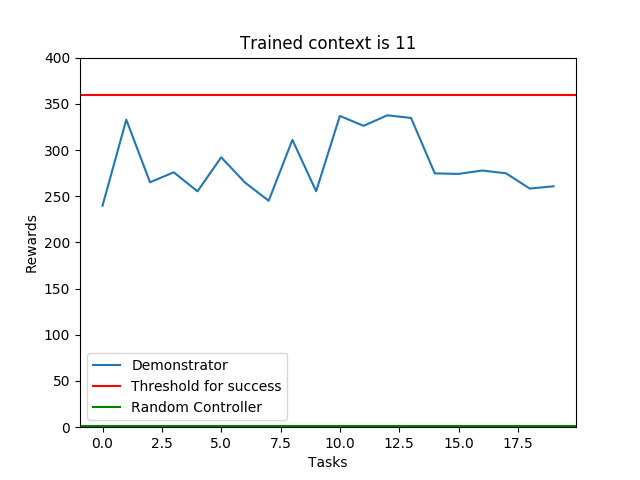 Trained context is 11
400
350
300
250
200
150
100
50
0
Rewards
Demonstrator
Threshold for success
Random Controller
0.0 2.5 5.0 7.5 10.0 12.5 15.0 17.5
Tasks